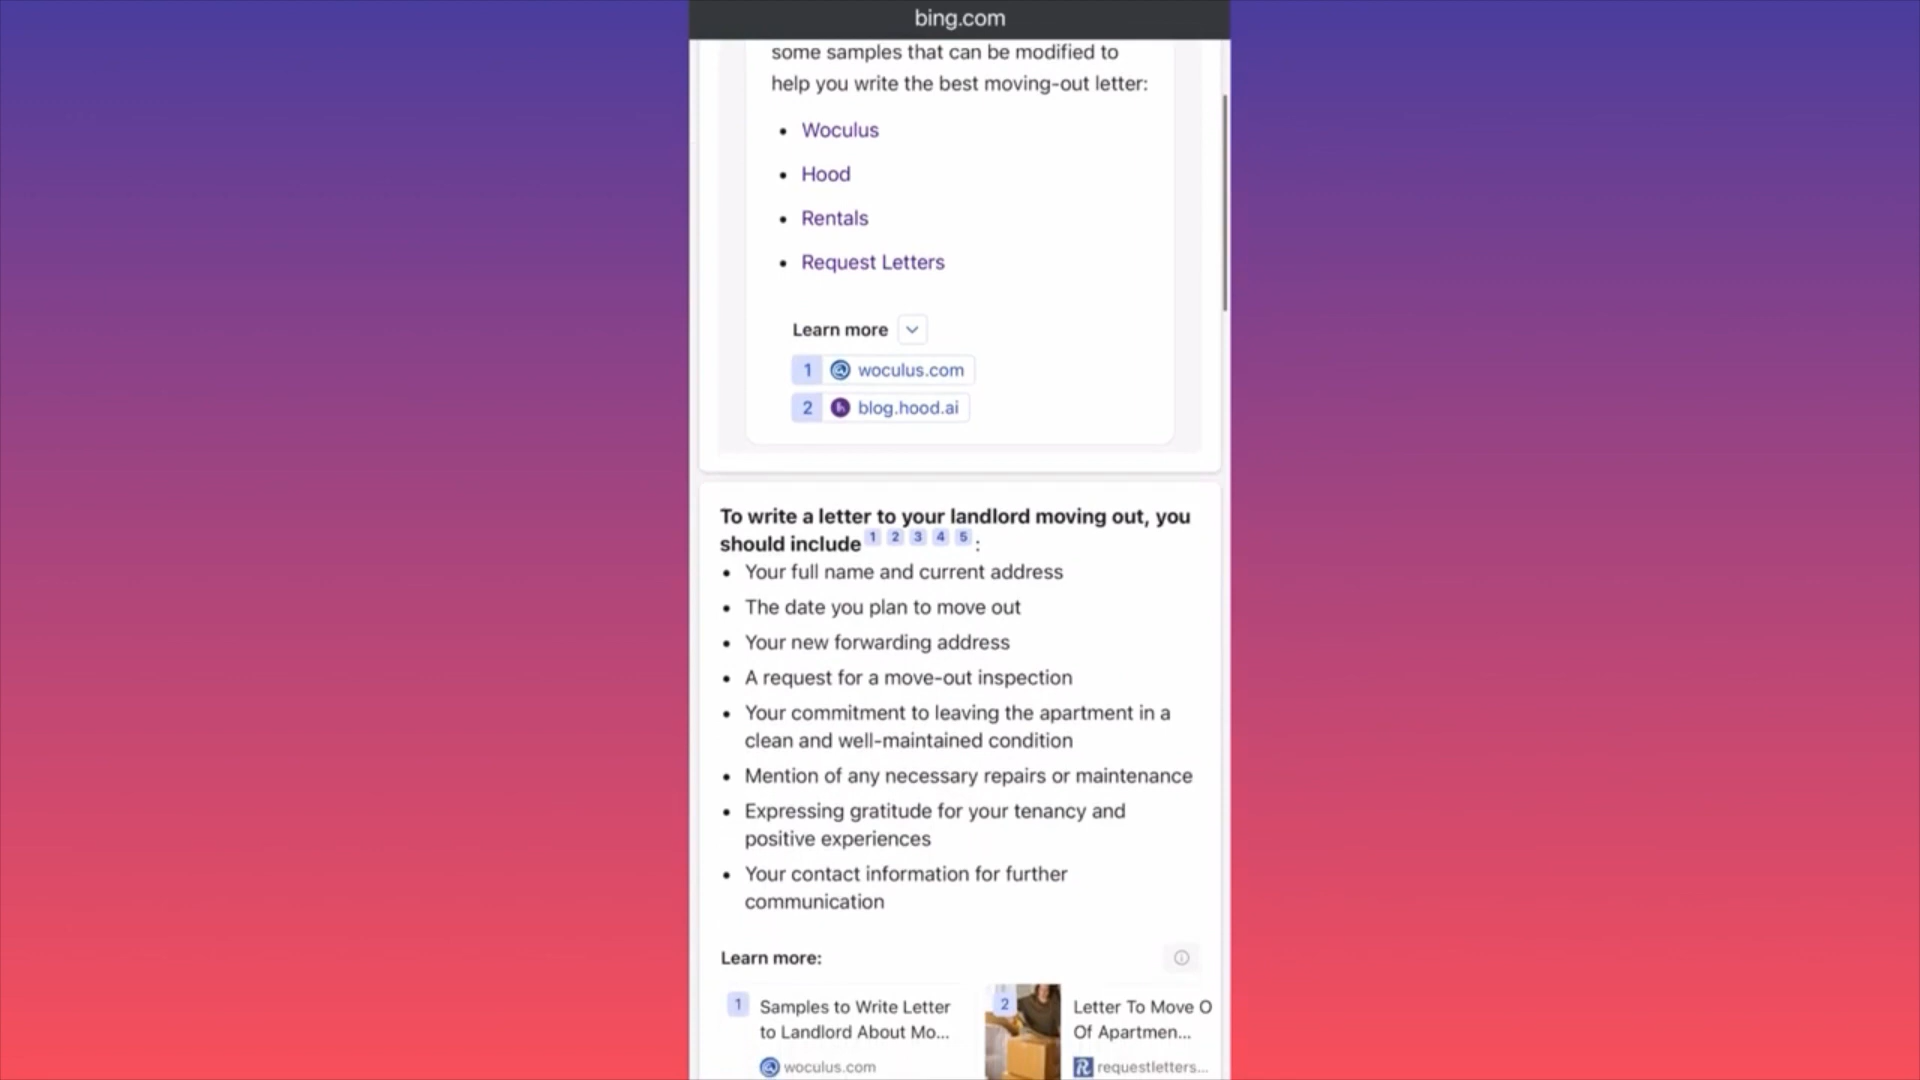 bing.com
some samples that can be modified to
help you write the best moving-out letter:
• Woculus
• Hood
• Rentals
• Request Letters
Learn more
1 woculus.com
2 blog.hood.ai
To write a letter to your landlord moving out, you
should include 1 2 3 4 5 :
• Your full name and current address
• The date you plan to move out
• Your new forwarding address
• A request for a move-out inspection
• Your commitment to leaving the apartment in a
clean and well-maintained condition
• Mention of any necessary repairs or maintenance
• Expressing gratitude for your tenancy and
positive experiences
• Your contact information for further
communication
Learn more:
1 Samples to Write Letter
to Landlord About Mo...
woculus.com
2 Letter To Move O
Of Apartmen...
requestletters...